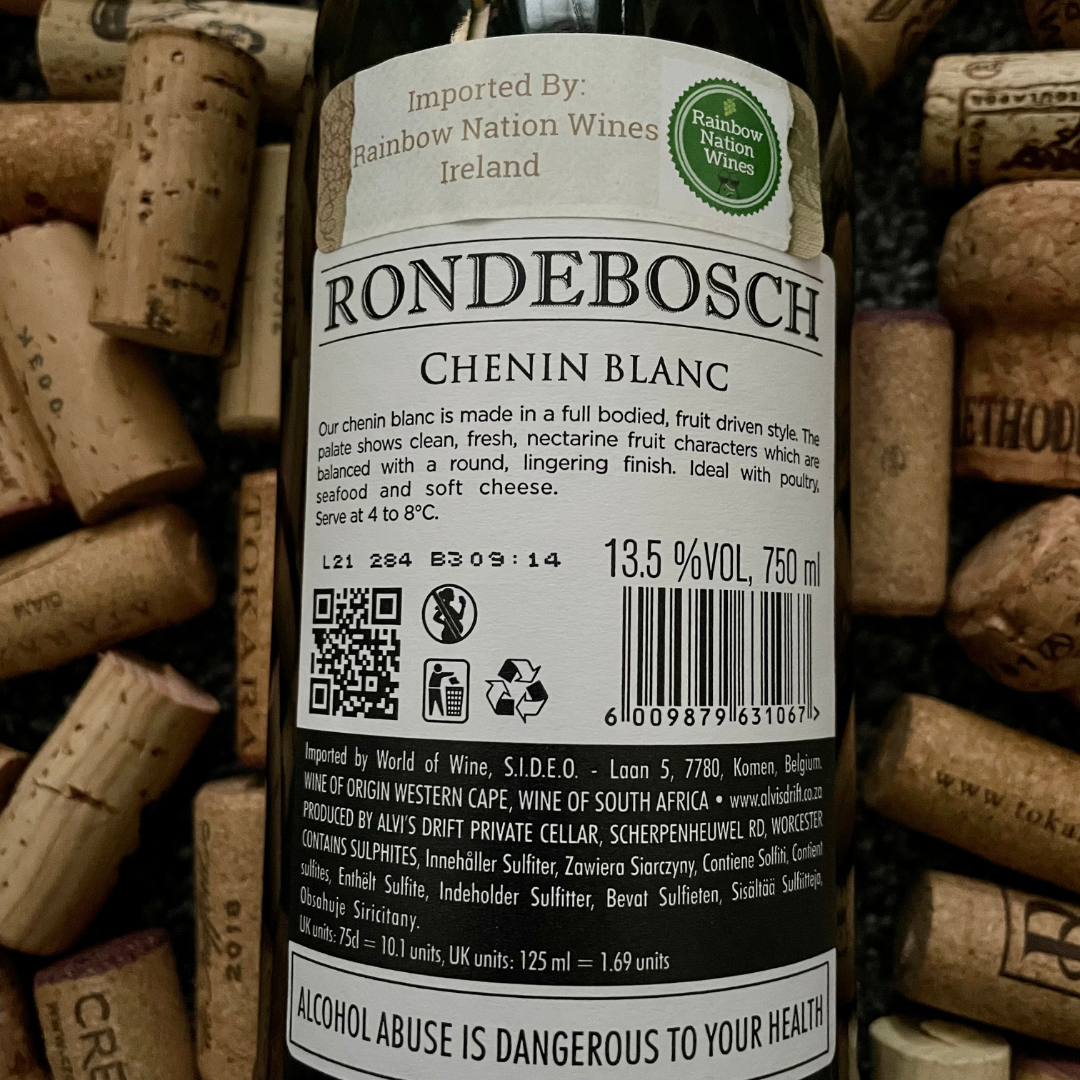 Imported By:
Rainbow Nation Wines
Ireland
Rainbow
Nation
Wines
RONDEBOSCH
CHENIN BLANC
Our chenin blanc is made in a full bodied, fruit driven style. The
palate shows clean, fresh, nectarine fruit characters which are
balanced with a round, lingering finish. Ideal with poultry,
seafood and soft cheese.
Serve at 4 to 8°C.
L21 284 B3 09:14
13.5 %VOL, 750 ml
6 009879 631067 >
Imported by World of Wine, S.I.D.E.O. - Laan 5, 7780, Komen, Belgium.
WINE OF ORIGIN WESTERN CAPE, WINE OF SOUTH AFRICA • www.alvisdrift.co.za
PRODUCED BY ALVI'S DRIFT PRIVATE CELLAR, SCHERPENHEUWEL RD, WORCESTER
CONTAINS SULPHITES, Innehåller Sulfiter, Zawiera Siarczyny, Contiene Solfiti, Contient
sulfites, Enthëlt Sulfite, Indeholder Sulfitter, Bevat Sulfieten, Sisältää Sulfiitteja,
Obsahuje Siricitany.
UK units: 75cl = 10.1 units, UK units: 125 ml = 1.69 units
ALCOHOL ABUSE IS DANGEROUS TO YOUR HEALTH
TOKARA
2018
CRE
ETHOD
www.toka